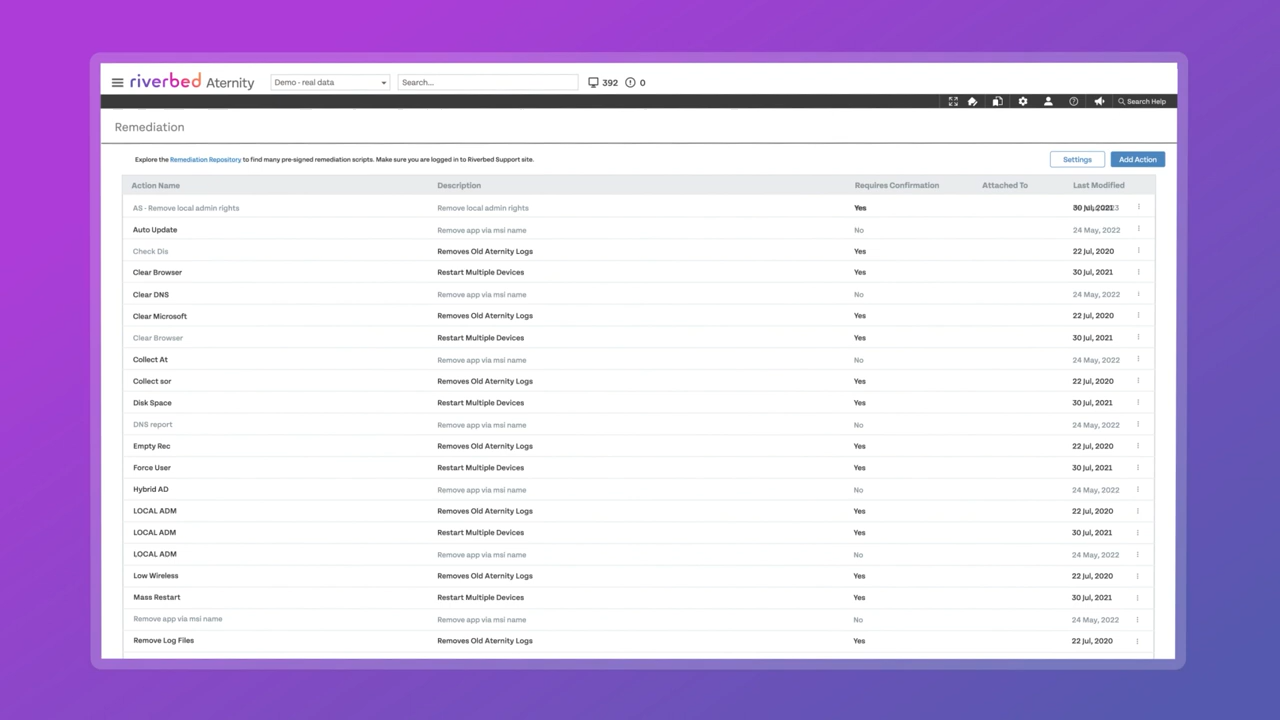 riverbed Aternity Demo - real data Search... 392 0
Search Help
Remediation
Explore the Remediation Repository to find many pre-signed remediation scripts. Make sure you are logged in to Riverbed Support site. Settings Add Action
Action Name Description Requires Confirmation Attached To Last Modified
AS - Remove local admin rights Remove local admin rights Yes 30 Jul, 2021
Auto Update Remove app via msi name No 24 May, 2022
Check Dis Removes Old Aternity Logs Yes 22 Jul, 2020
Clear Browser Restart Multiple Devices Yes 30 Jul, 2021
Clear DNS Remove app via msi name No 24 May, 2022
Clear Microsoft Removes Old Aternity Logs Yes 22 Jul, 2020
Clear Browser Restart Multiple Devices Yes 30 Jul, 2021
Collect At Remove app via msi name No 24 May, 2022
Collect sor Removes Old Aternity Logs Yes 22 Jul, 2020
Disk Space Restart Multiple Devices Yes 30 Jul, 2021
DNS report Remove app via msi name No 24 May, 2022
Empty Rec Removes Old Aternity Logs Yes 22 Jul, 2020
Force User Restart Multiple Devices Yes 30 Jul, 2021
Hybrid AD Remove app via msi name No 24 May, 2022
LOCAL ADM Removes Old Aternity Logs Yes 22 Jul, 2020
LOCAL ADM Restart Multiple Devices Yes 30 Jul, 2021
LOCAL ADM Remove app via msi name No 24 May, 2022
Low Wireless Removes Old Aternity Logs Yes 22 Jul, 2020
Mass Restart Restart Multiple Devices Yes 30 Jul, 2021
Remove app via msi name Remove app via msi name No 24 May, 2022
Remove Log Files Removes Old Aternity Logs Yes 22 Jul, 2020